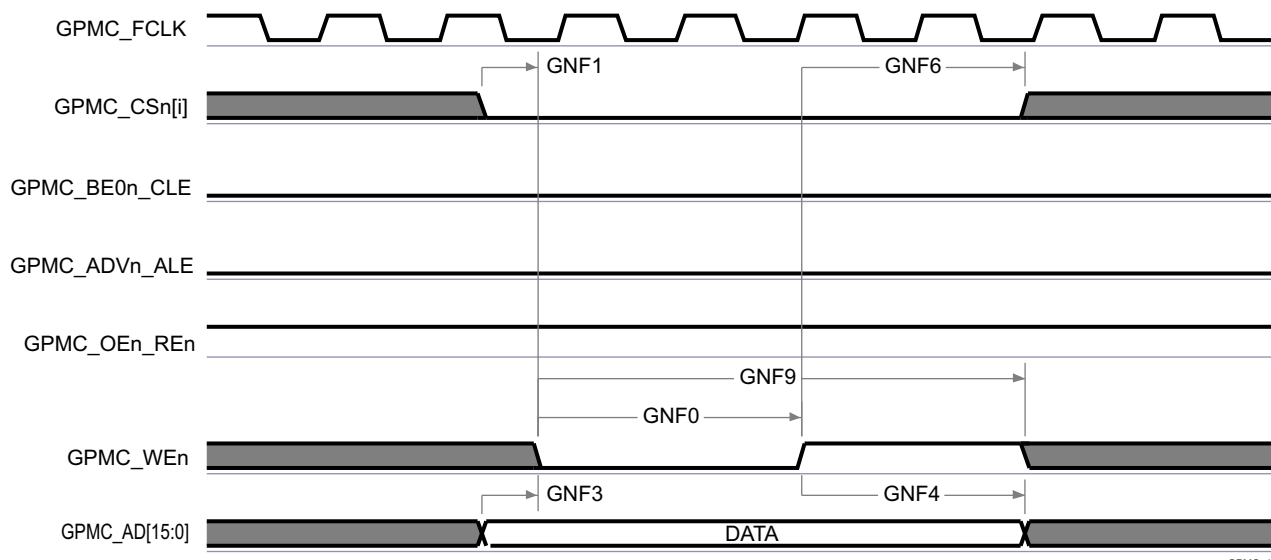 GPMC_FCLK
GNF1
GNF6
GPMC_CSn[i]
GPMC_BE0n_CLE
GPMC_ADVn_ALE
GPMC_OEn_REn
GNF9
GNF0
GPMC_WEn
GNF3
GNF4
GPMC_AD[15:0]
DATA